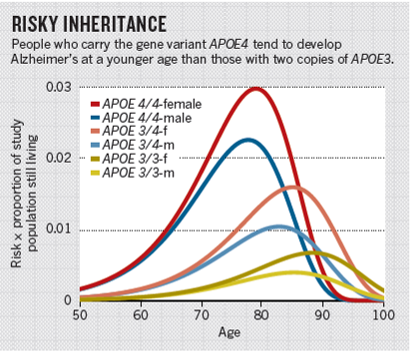 RISKY INHERITANCE
People who carry the gene variant APOE4 tend to develop
Alzheimer's at a younger age than those with two copies of APOE3.
0.03
APOE 4/4-female
APOE 4/4-male
0.02
APOE 3/4-f
APOE 3/4-m
APOE 3/3-f
APOE 3/3-m
0.01
0
Risk x proportion of study
population still living
50 60 70 80 90 100
Age